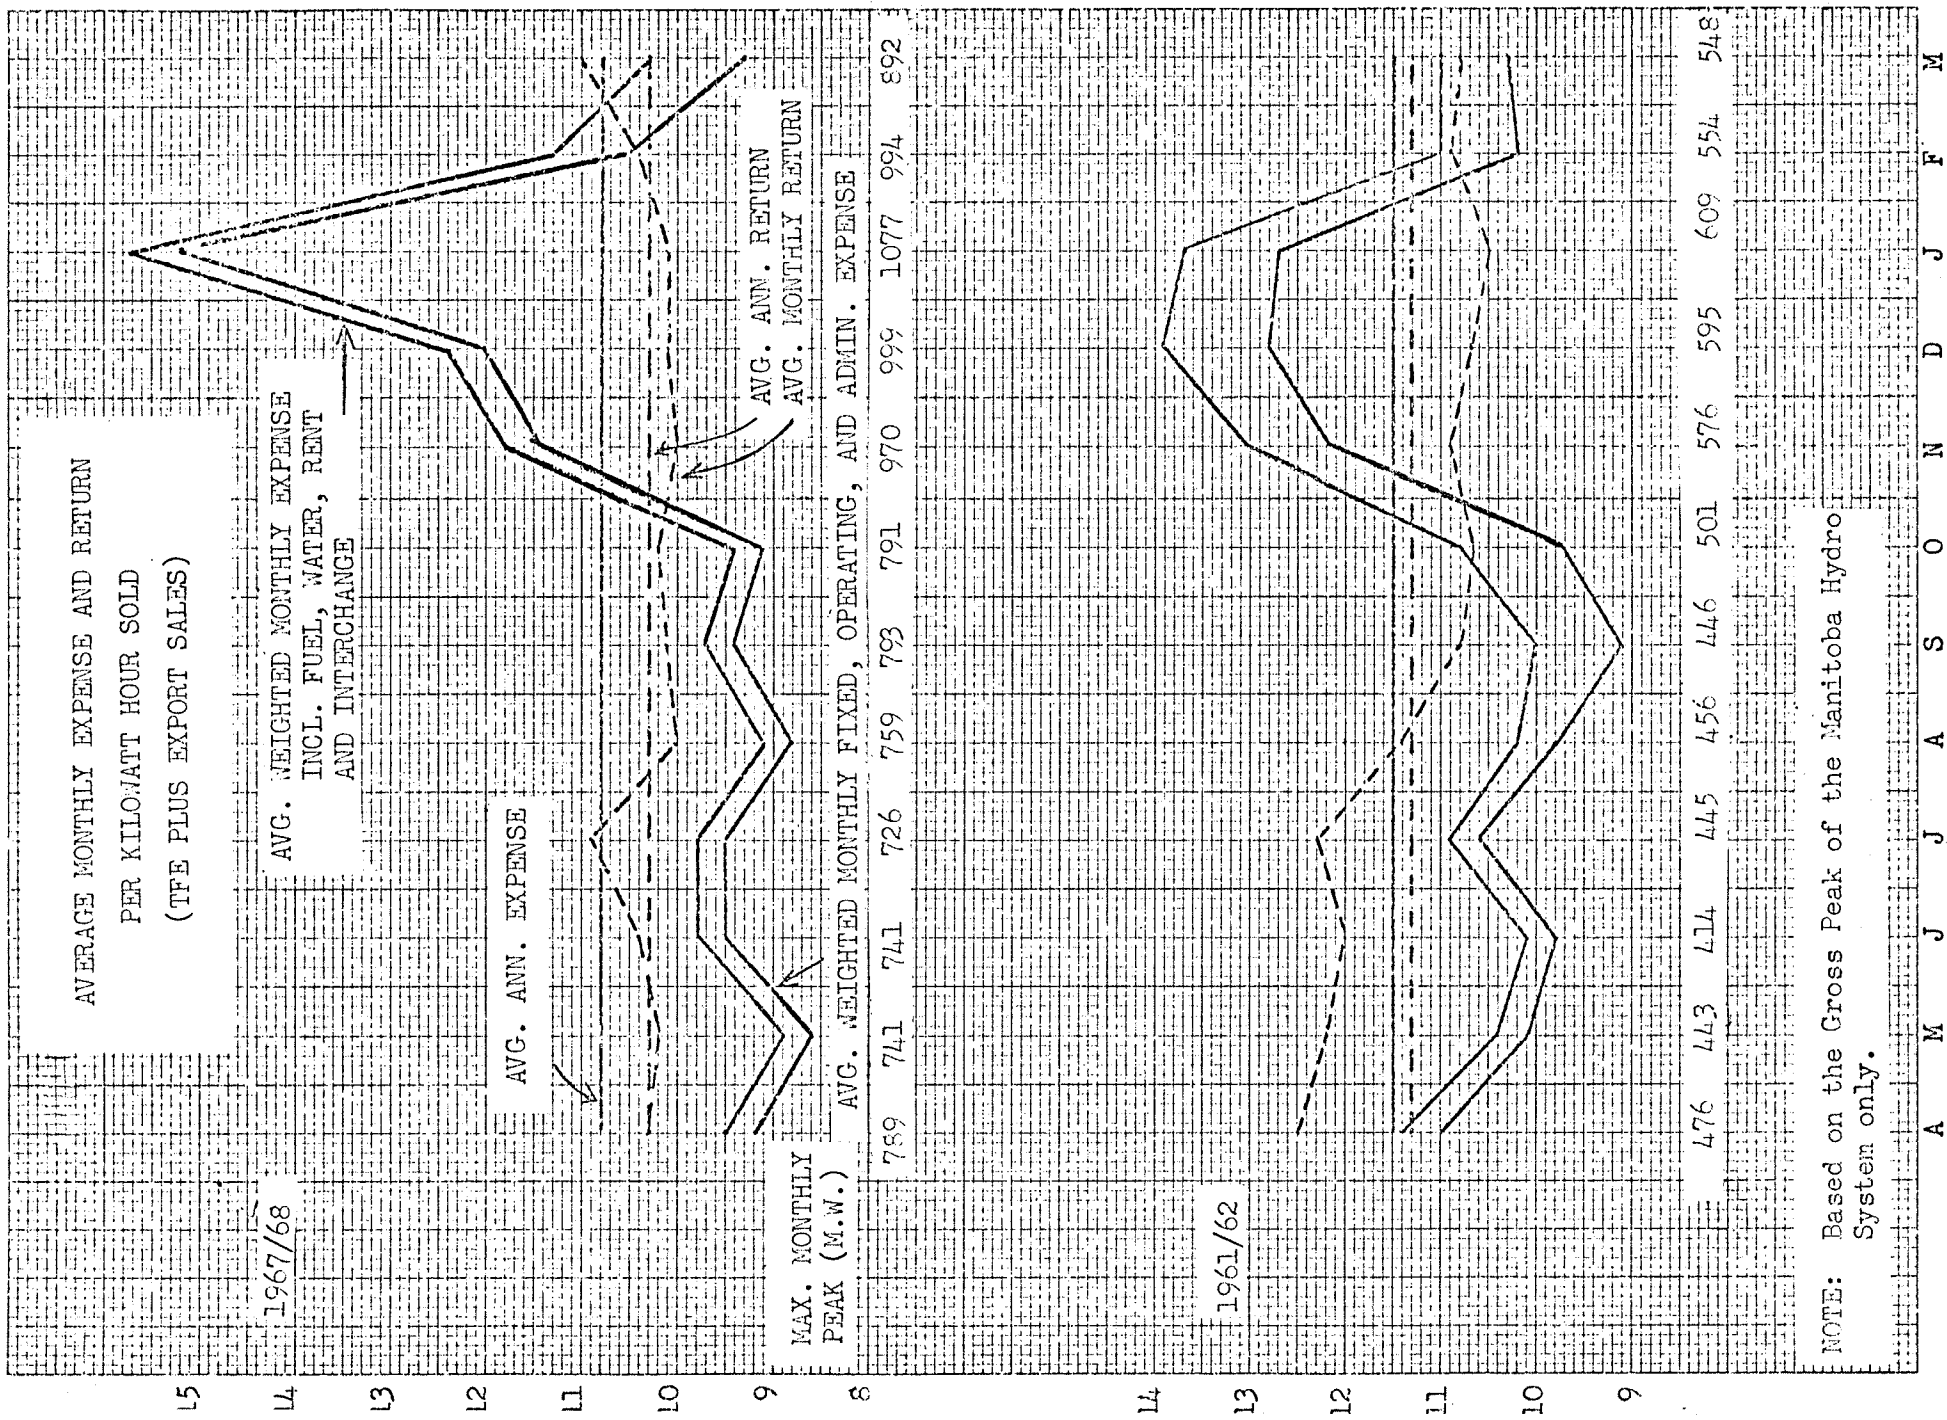 AVERAGE MONTHLY EXPENSE AND RETURN
PER KILOWATT HOUR SOLD
(TFE PLUS EXPORT SALES)
1967/68
AVG. WEIGHTED MONTHLY EXPENSE
INCL. FUEL, WATER, RENT
AND INTERCHANGE
AVG. ANN. EXPENSE
AVG. ANN. RETURN
AVG. MONTHLY RETURN
AVG. WEIGHTED MONTHLY FIXED, OPERATING, AND ADMIN. EXPENSE
15
14
13
12
11
10
9
8
MAX. MONTHLY
PEAK (M.W.)
789 741 741 726 759 793 791 970 999 1077 994 892
1961/62
14
13
12
11
10
9
476 443 414 445 456 446 501 576 595 609 554 548
NOTE: Based on the Gross Peak of the Manitoba Hydro
System only.
A M J J A S O N D J F M